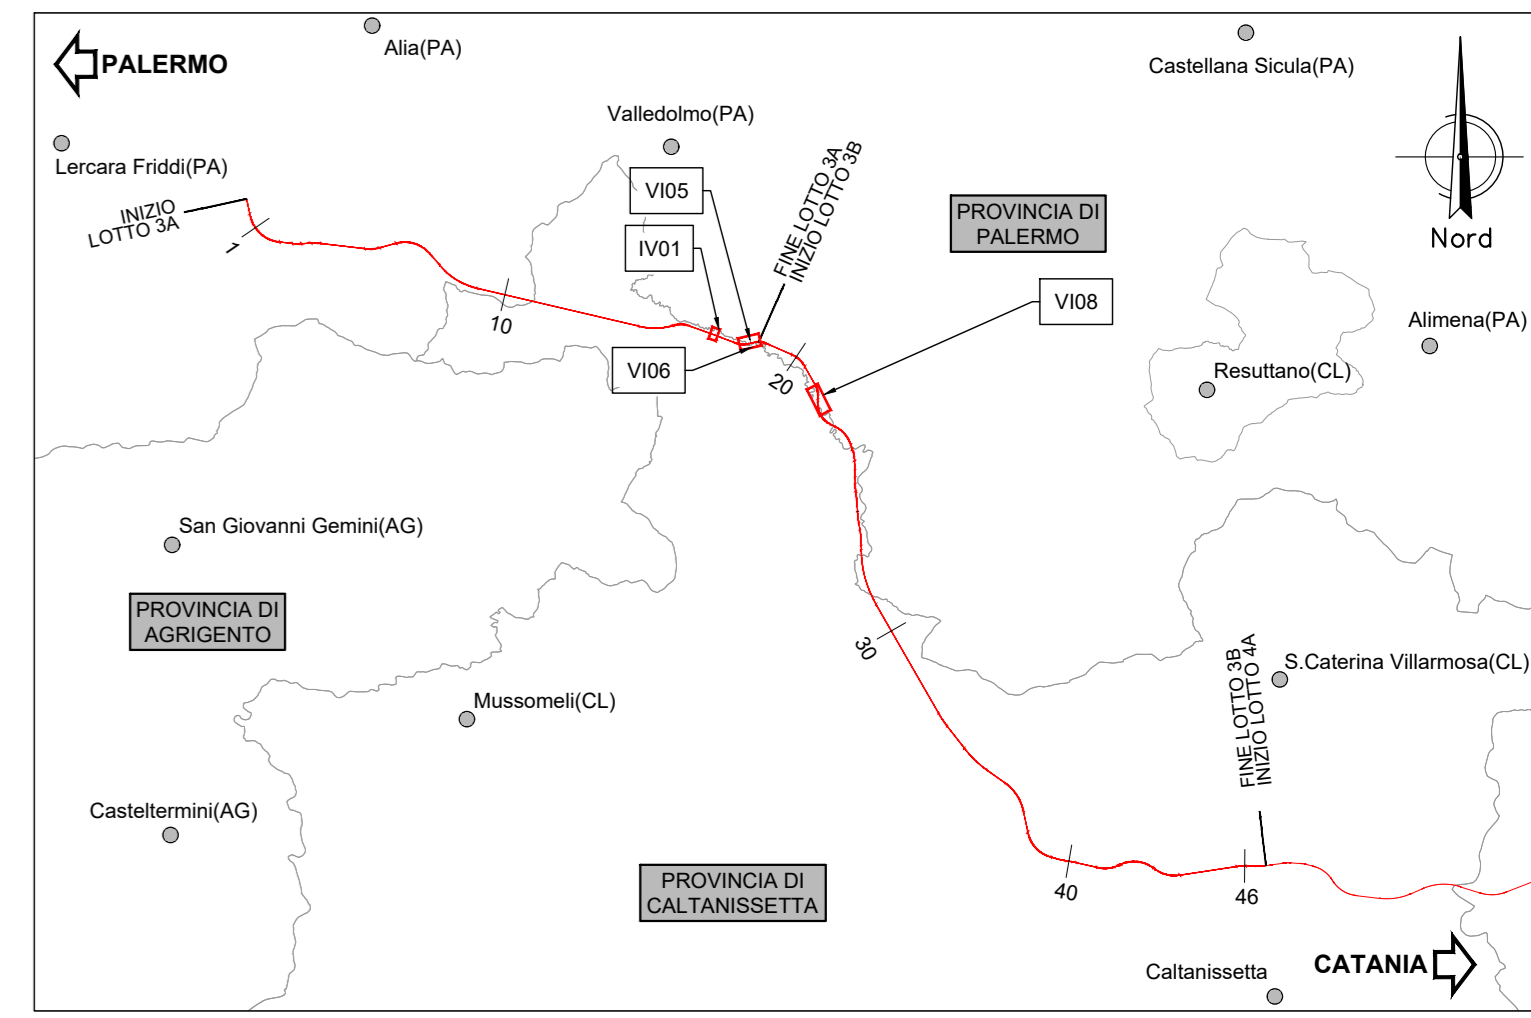 Alia(PA)
PALERMO
Castellana Sicula(PA)
Valledolmo(PA)
Lercara Friddi(PA)
INIZIO
LOTTO 3A
1
VI05
IV01
FINE LOTTO 3A
INIZIO LOTTO 3B
PROVINCIA DI
PALERMO
Nord
VI08
10
Alimena(PA)
VI06
20
Resuttano(CL)
San Giovanni Gemini(AG)
PROVINCIA DI
AGRIGENTO
30
Mussomeli(CL)
FINE LOTTO 3B
INIZIO LOTTO 4A
S.Caterina Villarmosa(CL)
Casteltermini(AG)
PROVINCIA DI
CALTANISSETTA
40
46
Caltanissetta
CATANIA